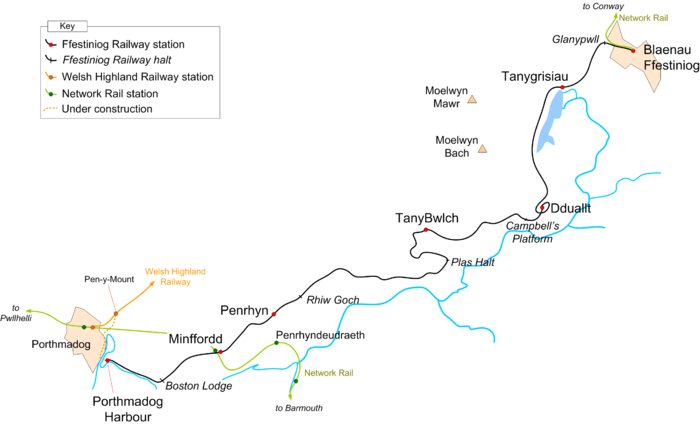 Key
Ffestiniog Railway station
Ffestiniog Railway halt
Welsh Highland Railway station
Network Rail station
Under construction
to Conway
Network Rail
Glanypwll
Blaenau
Ffestiniog
Tanygrisiau
Moelwyn
Mawr
Moelwyn
Bach
Dduallt
TanyBwlch
Campbell's
Platform
Plas Halt
Welsh Highland
Railway
Pen-y-Mount
Rhiw Goch
to
Pwllhelli
Penrhyn
Porthmadog
Minffordd
Penrhyndeudraeth
Network Rail
Boston Lodge
Porthmadog
Harbour
to Barmouth